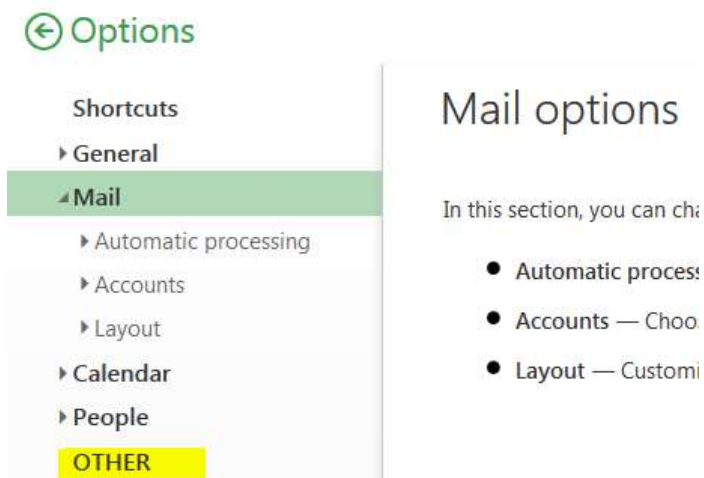 Options
Shortcuts
General
Mail
Automatic processing
Accounts
Layout
Calendar
People
OTHER
Mail options
In this section, you can cha
Automatic process
Accounts — Choo
Layout — Customi